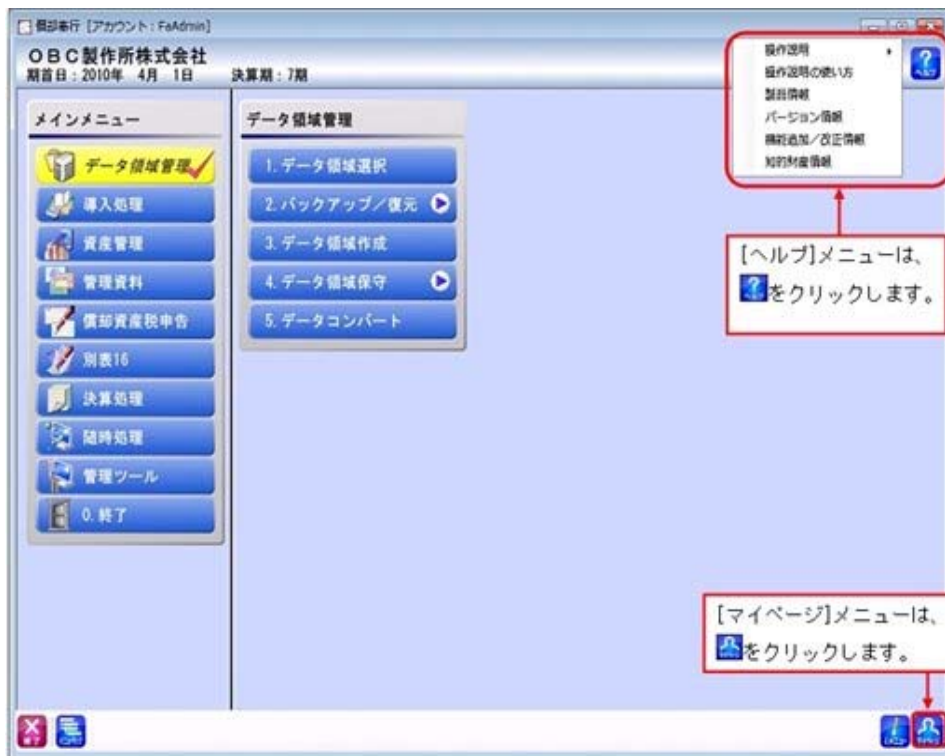 償却奉行 [アカウント：FaAdmin]
OBC製作所株式会社
期首日：2010年 4月 1日 決算期：7期
操作説明
操作説明の使い方
製品情報
バージョン情報
機能追加／改正情報
知的財産情報
ヘルプ
メインメニュー
データ領域管理
導入処理
資産管理
管理資料
償却資産税申告
別表16
決算処理
随時処理
管理ツール
0.終了
データ領域管理
1.データ領域選択
2.バックアップ／復元
3.データ領域作成
4.データ領域保守
5.データコンバート
[ヘルプ]メニューは、
をクリックします。
[マイページ]メニューは、
をクリックします。
終了